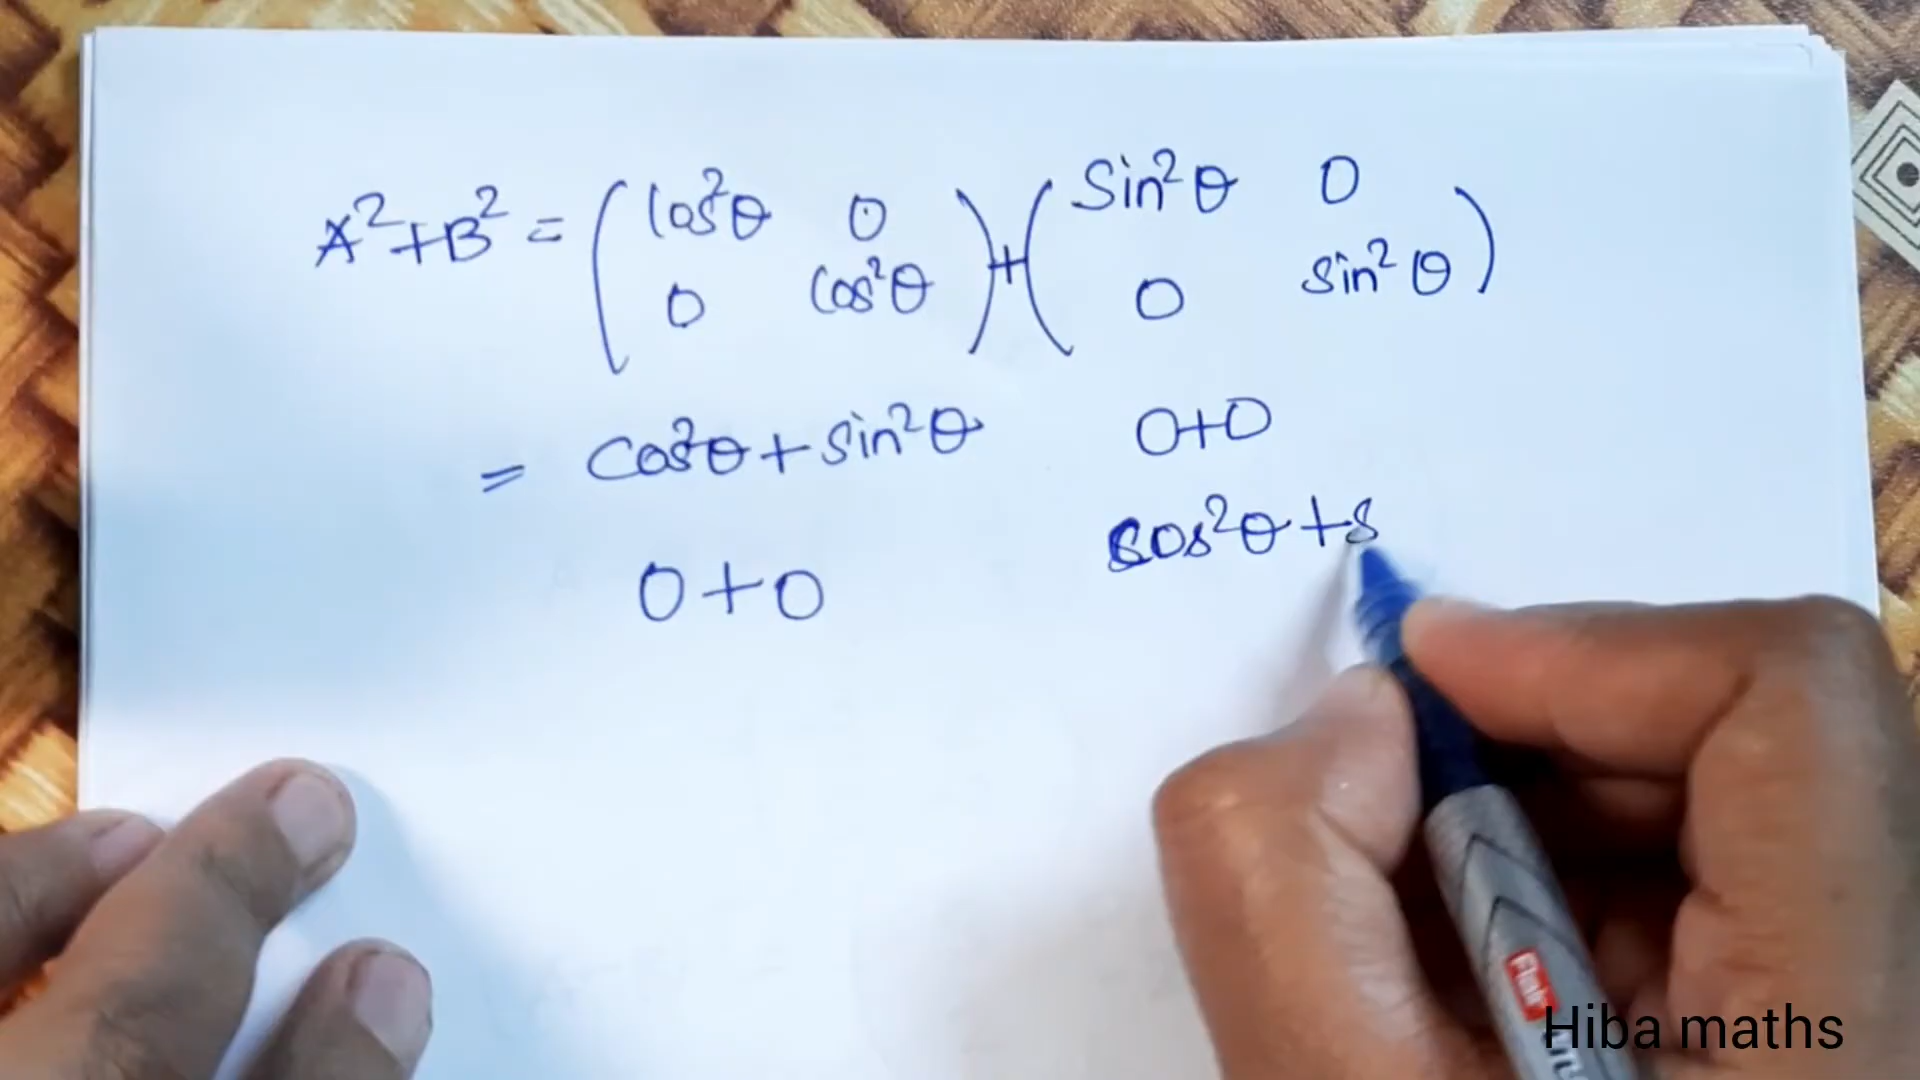 A²+B² = (cos²θ 0) + (Sin²θ 0)
(0 cos²θ) (0 sin²θ)
= cos²θ + sin²θ 0+0
0+0 cos²θ + s
Flair
Hiba maths